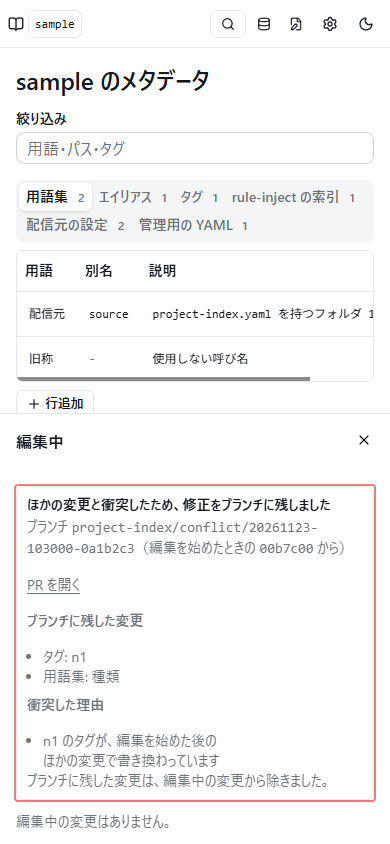 sample
sample のメタデータ
絞り込み
用語・パス・タグ
用語集 2 エイリアス 1 タグ 1 rule-inject の索引 1
配信元の設定 2 管理用の YAML 1
用語 別名 説明
配信元 source project-index.yaml を持つフォルダ 1
旧称 - 使用しない呼び名
+ 行追加
編集中
ほかの変更と衝突したため、修正をブランチに残しました
ブランチ project-index/conflict/20261123-
103000-0a1b2c3（編集を始めたときの 00b7c00 から）
PR を開く
ブランチに残した変更
• タグ: n1
• 用語集: 種類
衝突した理由
• n1 のタグが、編集を始めた後の
ほかの変更で書き換わっています
ブランチに残した変更は、編集中の変更から除きました。
編集中の変更はありません。